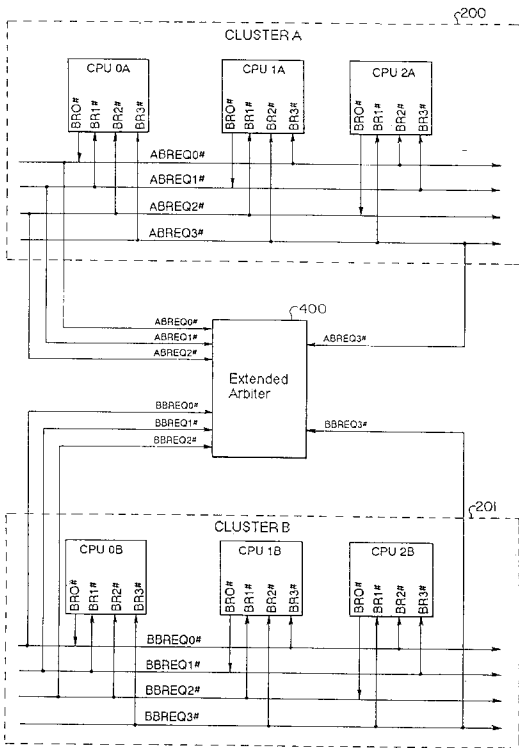 200
CLUSTER A
CPU 0A
CPU 1A
CPU 2A
BR0#
BR1#
BR2#
BR3#
BR0#
BR1#
BR2#
BR3#
BR0#
BR1#
BR2#
BR3#
ABREQ0#
ABREQ1#
ABREQ2#
ABREQ3#
400
ABREQ0#
ABREQ1#
ABREQ2#
ABREQ3#
Extended
Arbiter
BBREQ0#
BBREQ1#
BBREQ2#
BBREQ3#
201
CLUSTER B
CPU 0B
CPU 1B
CPU 2B
BR0#
BR1#
BR2#
BR3#
BR0#
BR1#
BR2#
BR3#
BR0#
BR1#
BR2#
BR3#
BBREQ0#
BBREQ1#
BBREQ2#
BBREQ3#